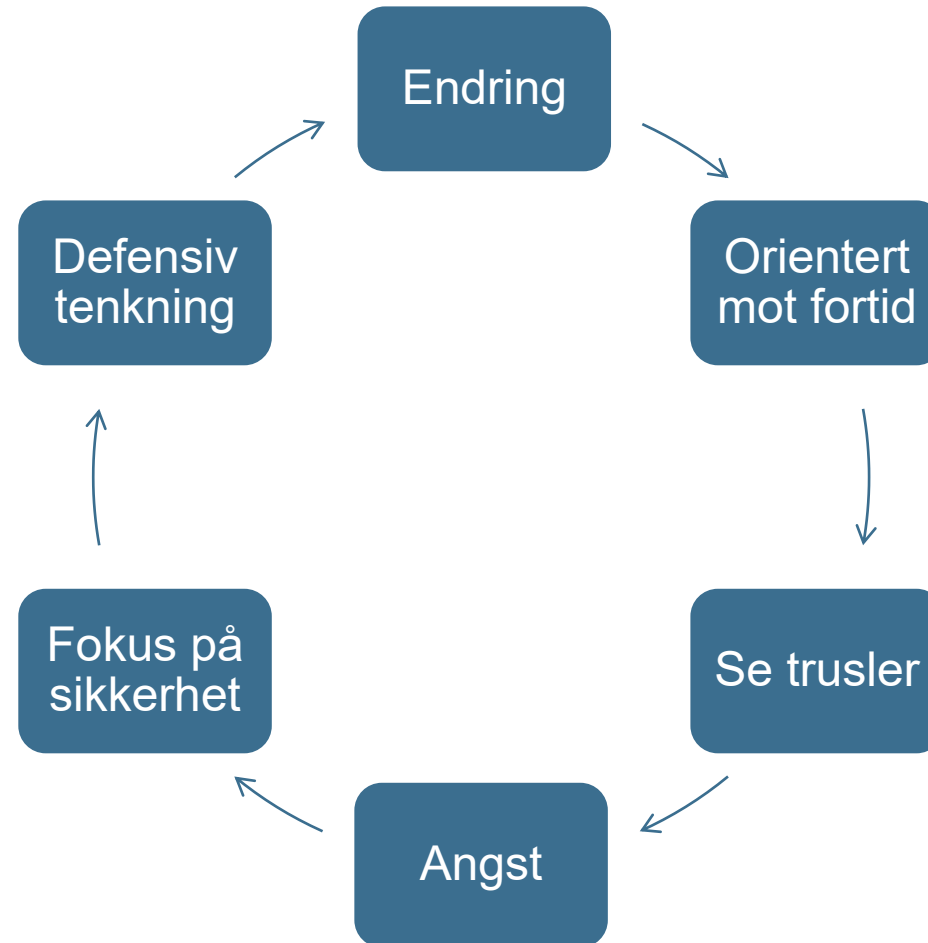 Endring
Orientert
mot fortid
Se trusler
Angst
Fokus på
sikkerhet
Defensiv
tenkning